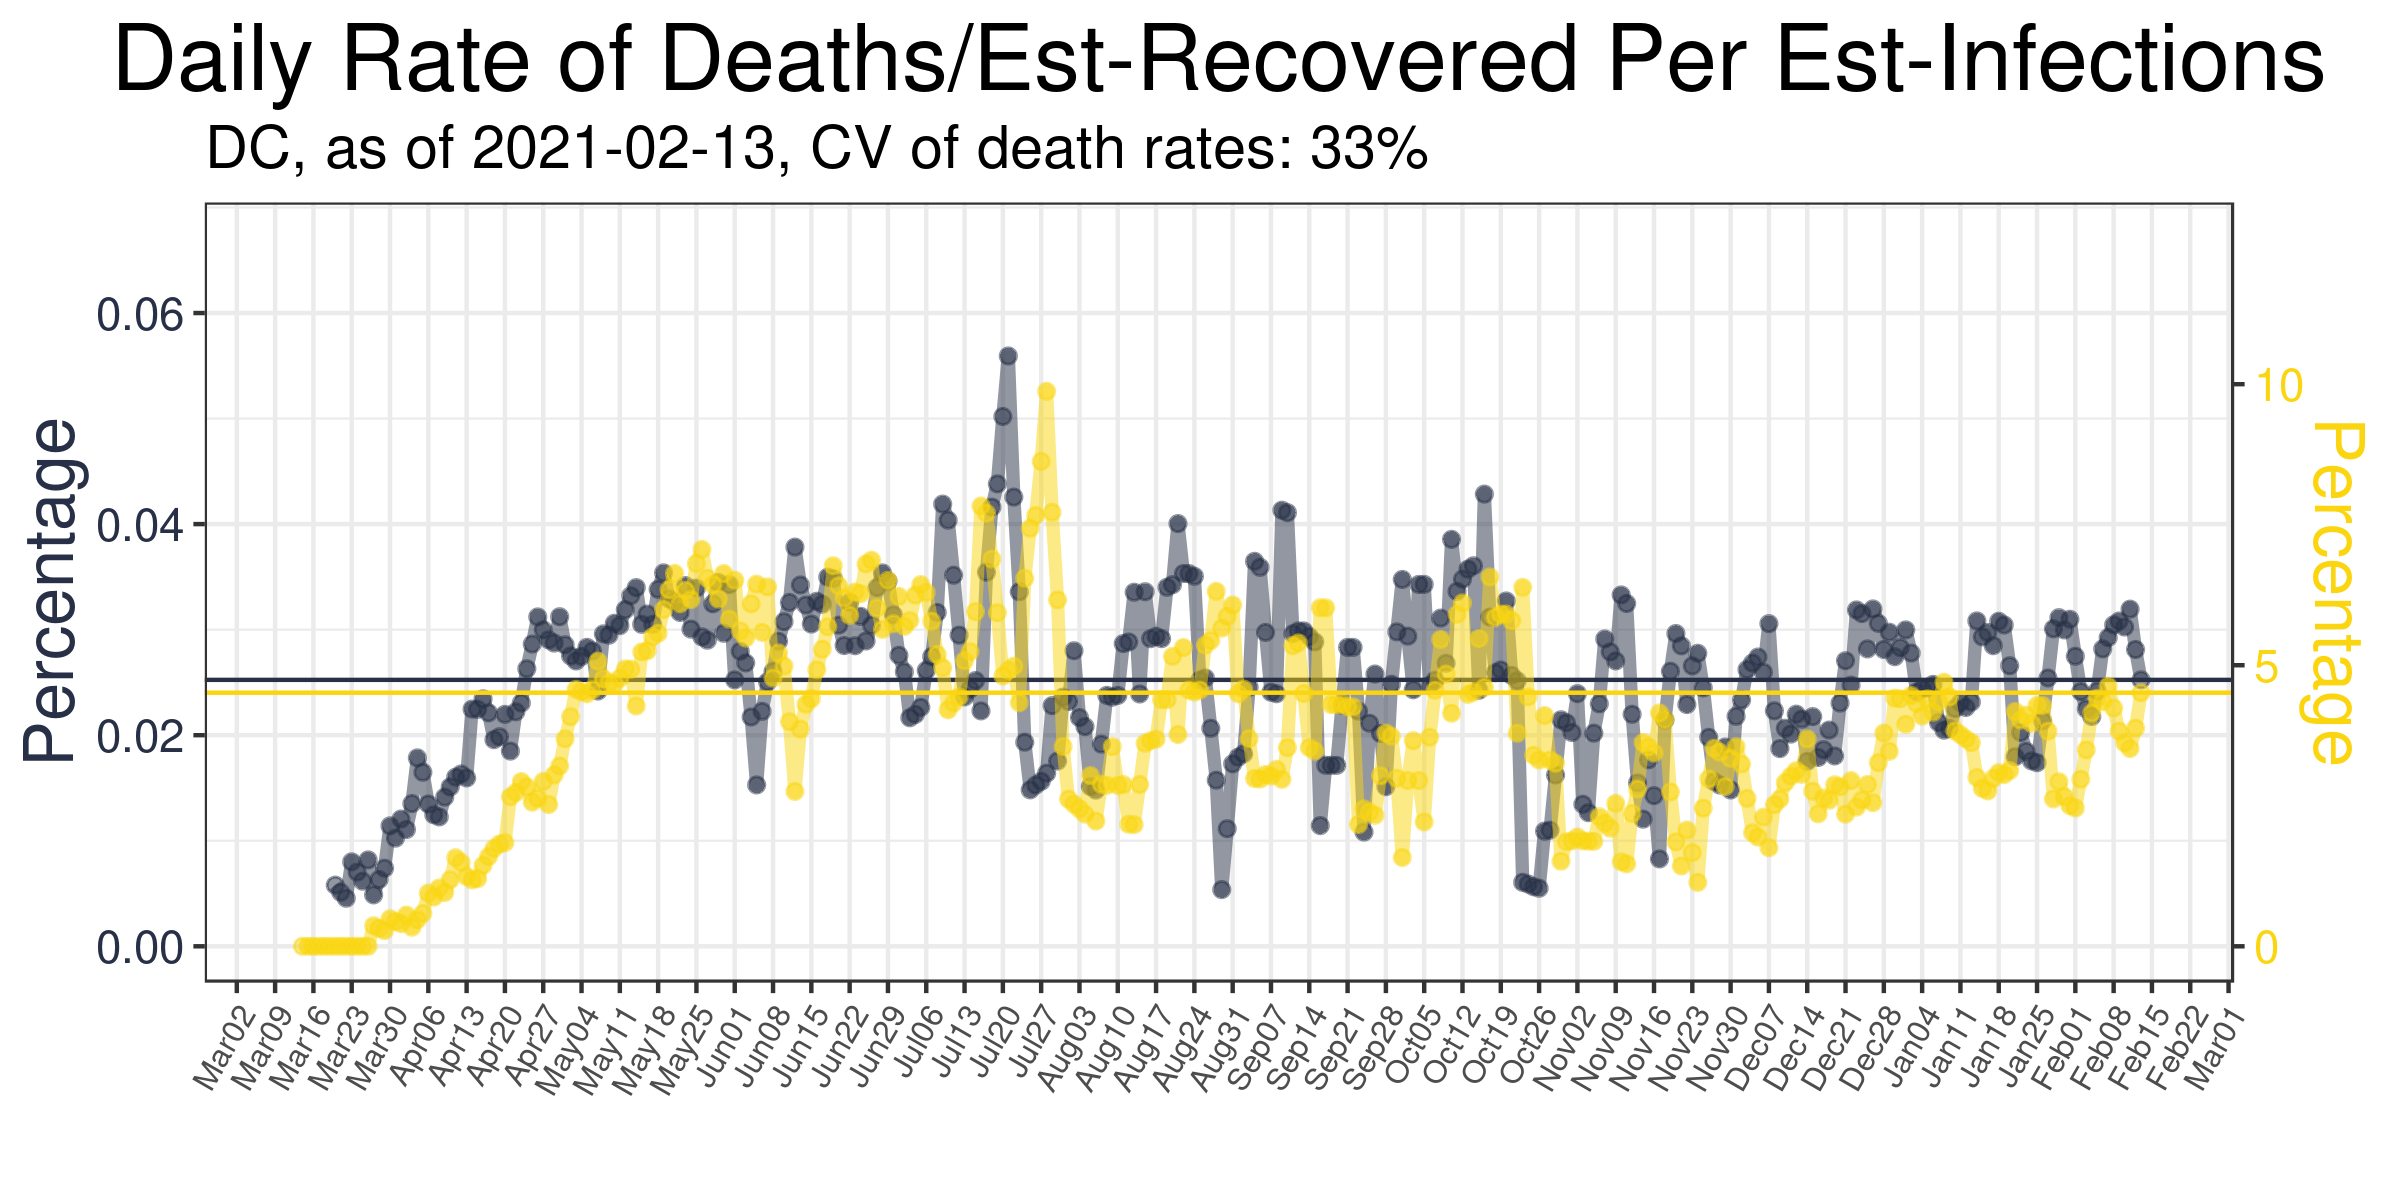 Daily Rate of Deaths/Est-Recovered Per Est-Infections
DC, as of 2021-02-13, CV of death rates: 33%
Percentage
0.06
0.04
0.02
0.00
10
5
0
Percentage
Mar02
Mar09
Mar16
Mar23
Mar30
Apr06
Apr13
Apr20
Apr27
May04
May11
May18
May25
Jun01
Jun08
Jun15
Jun22
Jun29
Jul06
Jul13
Jul20
Jul27
Aug03
Aug10
Aug17
Aug24
Aug31
Sep07
Sep14
Sep21
Sep28
Oct05
Oct12
Oct19
Oct26
Nov02
Nov09
Nov16
Nov23
Nov30
Dec07
Dec14
Dec21
Dec28
Jan04
Jan11
Jan18
Jan25
Feb01
Feb08
Feb15
Feb22
Mar01